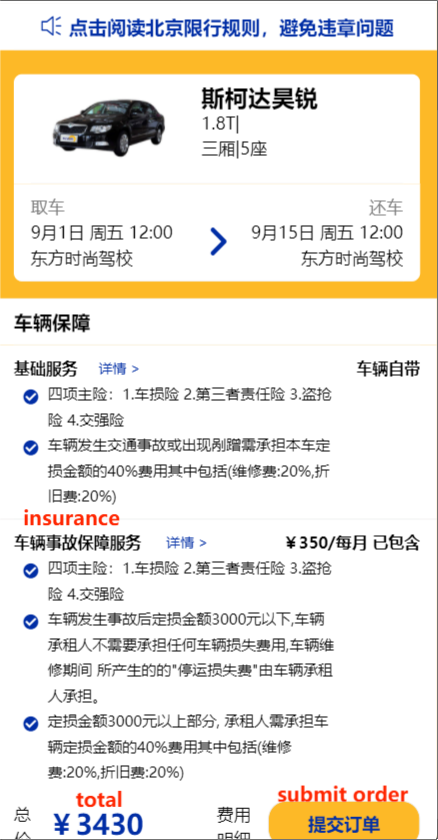 点击阅读北京限行规则，避免违章问题
斯柯达昊锐
1.8T|
三厢|5座
取车
还车
9月1日 周五 12:00
9月15日 周五 12:00
东方时尚驾校
东方时尚驾校
车辆保障
基础服务 详情 >
车辆自带
四项主险：1.车损险 2.第三者责任险 3.盗抢
险 4.交强险
车辆发生交通事故或出现剐蹭需承担本车定
损金额的40%费用其中包括(维修费:20%,折
旧费:20%)
insurance
车辆事故保障服务 详情 >
￥350/每月 已包含
四项主险：1.车损险 2.第三者责任险 3.盗抢
险 4.交强险
车辆发生事故后定损金额3000元以下,车辆
承租人不需要承担任何车辆损失费用,车辆维
修期间 所产生的的"停运损失费"由车辆承租
人承担。
定损金额3000元以上部分, 承租人需承担车
辆定损金额的40%费用其中包括(维修
费:20%,折旧费:20%)
total
submit order
总
价
￥3430
费用
明细
提交订单